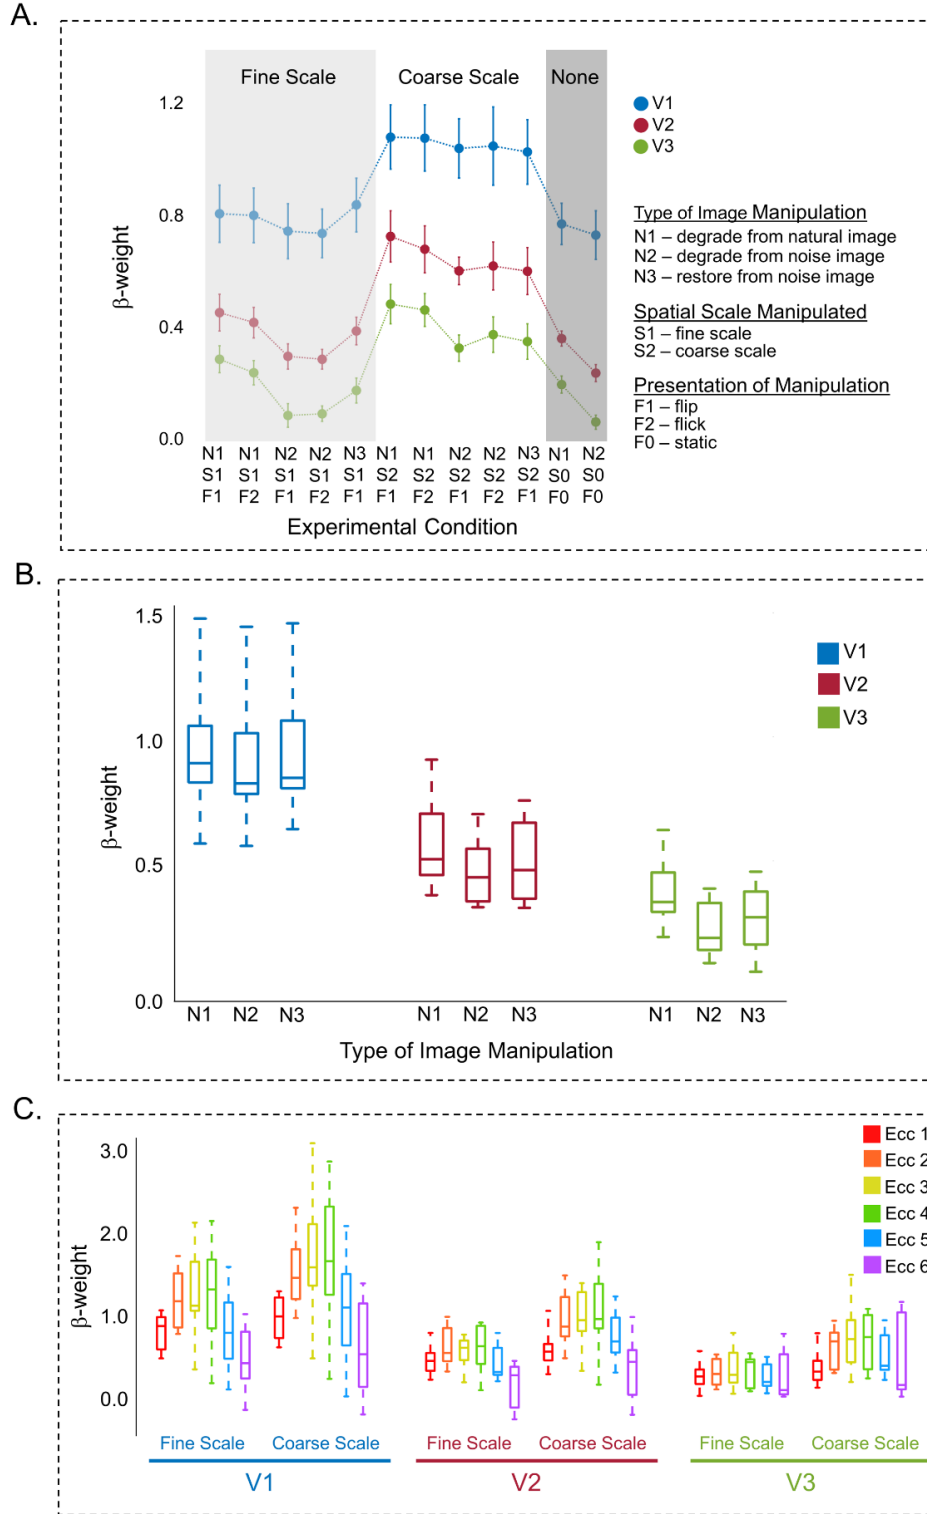 A.
Fine Scale Coarse Scale None
β-weight
1.2
0.8
0.4
0.0
V1
V2
V3
Type of Image Manipulation
N1 – degrade from natural image
N2 – degrade from noise image
N3 – restore from noise image
Spatial Scale Manipulated
S1 – fine scale
S2 – coarse scale
Presentation of Manipulation
F1 – flip
F2 – flick
F0 – static
N1 N1 N2 N2 N3 N1 N1 N2 N2 N3 N1 N2
S1 S1 S1 S1 S1 S2 S2 S2 S2 S2 S0 S0
F1 F2 F1 F2 F1 F1 F2 F1 F2 F1 F0 F0
Experimental Condition
B.
β-weight
1.5
1.0
0.5
0.0
V1
V2
V3
N1 N2 N3 N1 N2 N3 N1 N2 N3
Type of Image Manipulation
C.
β-weight
3.0
2.0
1.0
0.0
Ecc 1
Ecc 2
Ecc 3
Ecc 4
Ecc 5
Ecc 6
Fine Scale Coarse Scale Fine Scale Coarse Scale Fine Scale Coarse Scale
V1 V2 V3